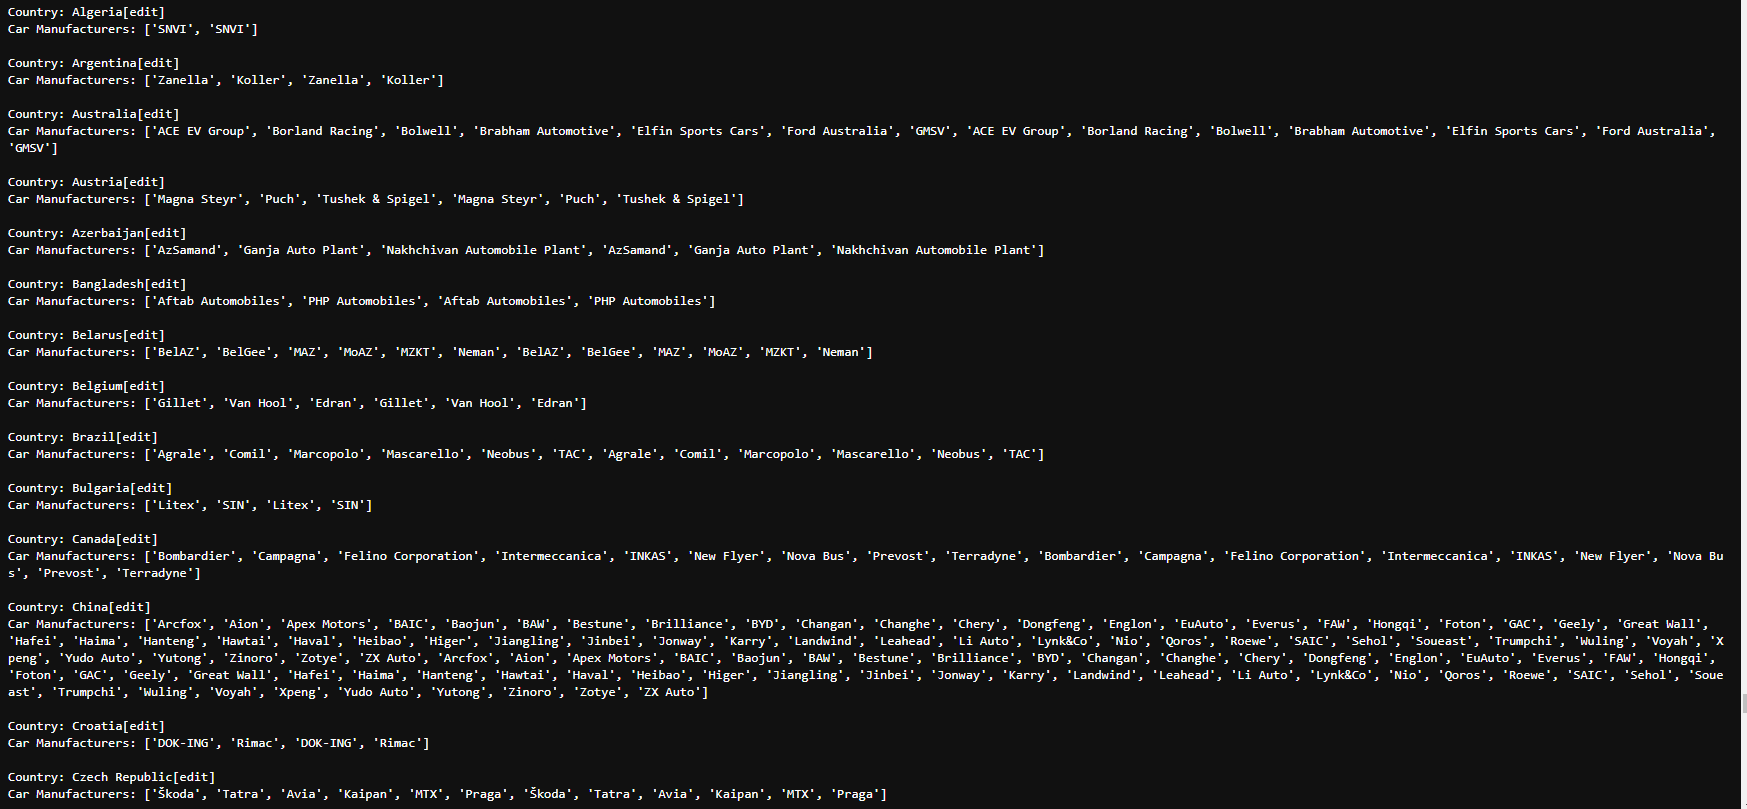 Country: Algeria[edit]
Car Manufacturers: ['SNVI', 'SNVI']
Country: Argentina[edit]
Car Manufacturers: ['Zanella', 'Koller', 'Zanella', 'Koller']
Country: Australia[edit]
Car Manufacturers: ['ACE EV Group', 'Borland Racing', 'Bolwell', 'Brabham Automotive', 'Elfin Sports Cars', 'Ford Australia', 'GMSV', 'ACE EV Group', 'Borland Racing', 'Bolwell', 'Brabham Automotive', 'Elfin Sports Cars', 'Ford Australia',
'GMSV']
Country: Austria[edit]
Car Manufacturers: ['Magna Steyr', 'Puch', 'Tushek & Spigel', 'Magna Steyr', 'Puch', 'Tushek & Spigel']
Country: Azerbaijan[edit]
Car Manufacturers: ['AzSamand', 'Ganja Auto Plant', 'Nakhchivan Automobile Plant', 'AzSamand', 'Ganja Auto Plant', 'Nakhchivan Automobile Plant']
Country: Bangladesh[edit]
Car Manufacturers: ['Aftab Automobiles', 'PHP Automobiles', 'Aftab Automobiles', 'PHP Automobiles']
Country: Belarus[edit]
Car Manufacturers: ['BelAZ', 'BelGee', 'MAZ', 'MoAZ', 'MZKT', 'Neman', 'BelAZ', 'BelGee', 'MAZ', 'MoAZ', 'MZKT', 'Neman']
Country: Belgium[edit]
Car Manufacturers: ['Gillet', 'Van Hool', 'Edran', 'Gillet', 'Van Hool', 'Edran']
Country: Brazil[edit]
Car Manufacturers: ['Agrale', 'Comil', 'Marcopolo', 'Mascarello', 'Neobus', 'TAC', 'Agrale', 'Comil', 'Marcopolo', 'Mascarello', 'Neobus', 'TAC']
Country: Bulgaria[edit]
Car Manufacturers: ['Litex', 'SIN', 'Litex', 'SIN']
Country: Canada[edit]
Car Manufacturers: ['Bombardier', 'Campagna', 'Felino Corporation', 'Intermeccanica', 'INKAS', 'New Flyer', 'Nova Bus', 'Prevost', 'Terradyne', 'Bombardier', 'Campagna', 'Felino Corporation', 'Intermeccanica', 'INKAS', 'New Flyer', 'Nova Bu
s', 'Prevost', 'Terradyne']
Country: China[edit]
Car Manufacturers: ['Arcfox', 'Aion', 'Apex Motors', 'BAIC', 'Baojun', 'BAW', 'Bestune', 'Brilliance', 'BYD', 'Changan', 'Changhe', 'Chery', 'Dongfeng', 'Englon', 'EuAuto', 'Everus', 'FAW', 'Hongqi', 'Foton', 'GAC', 'Geely', 'Great Wall',
'Hafei', 'Haima', 'Hanteng', 'Hawtai', 'Haval', 'Heibao', 'Higer', 'Jiangling', 'Jinbei', 'Jonway', 'Karry', 'Landwind', 'Leahead', 'Li Auto', 'Lynk&Co', 'Nio', 'Qoros', 'Roewe', 'SAIC', 'Sehol', 'Soueast', 'Trumpchi', 'Wuling', 'Voyah', 'X
peng', 'Yudo Auto', 'Yutong', 'Zinoro', 'Zotye', 'ZX Auto', 'Arcfox', 'Aion', 'Apex Motors', 'BAIC', 'Baojun', 'BAW', 'Bestune', 'Brilliance', 'BYD', 'Changan', 'Changhe', 'Chery', 'Dongfeng', 'Englon', 'EuAuto', 'Everus', 'FAW', 'Hongqi',
'Foton', 'GAC', 'Geely', 'Great Wall', 'Hafei', 'Haima', 'Hanteng', 'Hawtai', 'Haval', 'Heibao', 'Higer', 'Jiangling', 'Jinbei', 'Jonway', 'Karry', 'Landwind', 'Leahead', 'Li Auto', 'Lynk&Co', 'Nio', 'Qoros', 'Roewe', 'SAIC', 'Sehol', 'Soue
ast', 'Trumpchi', 'Wuling', 'Voyah', 'Xpeng', 'Yudo Auto', 'Yutong', 'Zinoro', 'Zotye', 'ZX Auto']
Country: Croatia[edit]
Car Manufacturers: ['DOK-ING', 'Rimac', 'DOK-ING', 'Rimac']
Country: Czech Republic[edit]
Car Manufacturers: ['Škoda', 'Tatra', 'Avia', 'Kaipan', 'MTX', 'Praga', 'Škoda', 'Tatra', 'Avia', 'Kaipan', 'MTX', 'Praga']